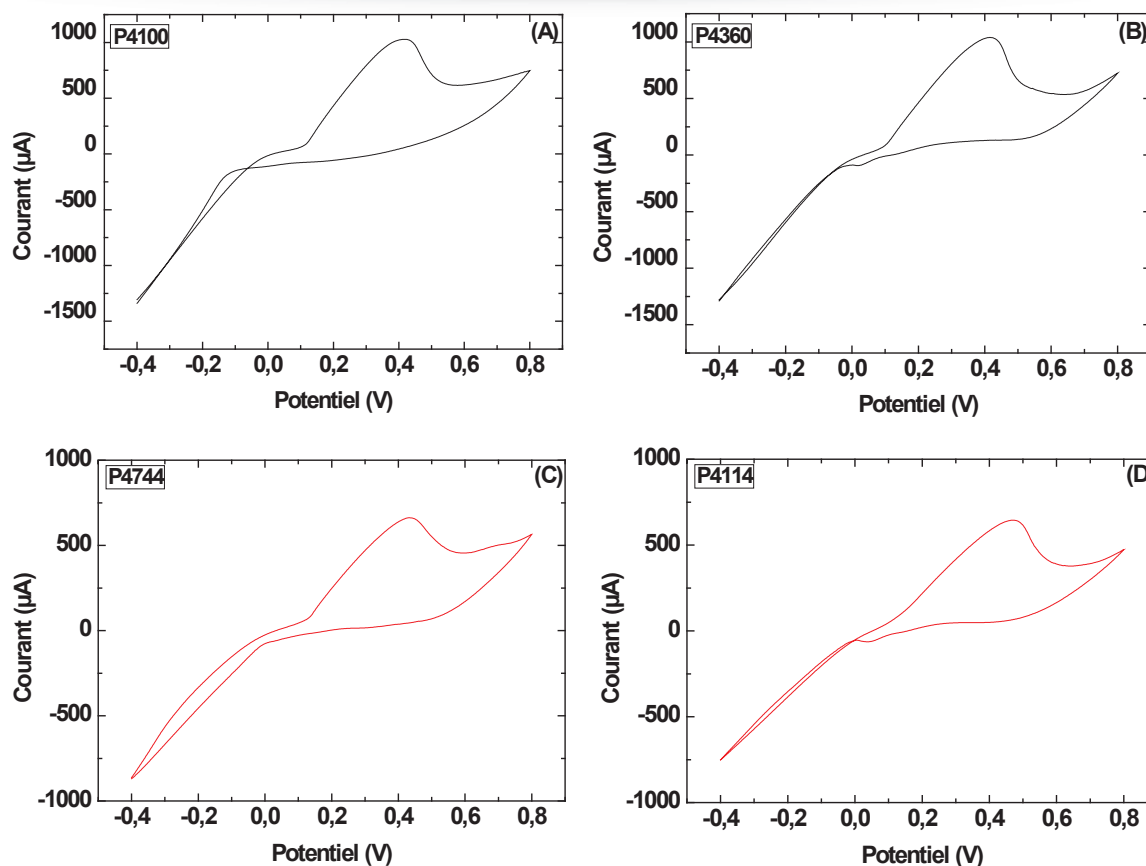 P4100
(A)
1000
500
0
-500
-1000
-1500
Courant (µA)
-0,4 -0,2 0,0 0,2 0,4 0,6 0,8
Potentiel (V)
P4360
(B)
1000
500
0
-500
-1000
-1500
Courant (µA)
-0,4 -0,2 0,0 0,2 0,4 0,6 0,8
Potentiel (V)
P4744
(C)
1000
500
0
-500
-1000
Courant (µA)
-0,4 -0,2 0,0 0,2 0,4 0,6 0,8
Potentiel (V)
P4114
(D
1000
500
0
-500
-1000
Courant (µA)
-0,4 -0,2 0,0 0,2 0,4 0,6 0,8
Potentiel (V)